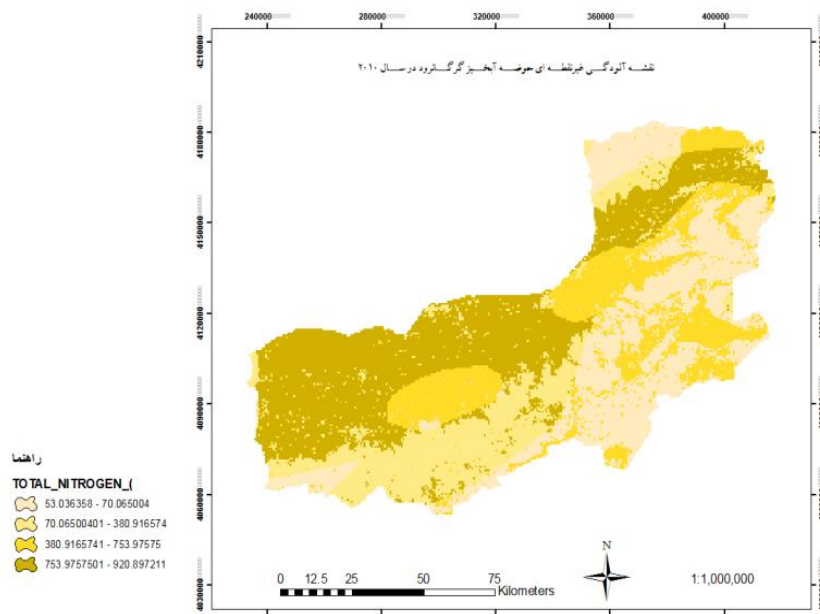 240000 280000 320000 360000 400000
نقشه آلودگی غیرنقطه ای حوضه آبخیز گرگانرود در سال ۲۰۱۰
4210000
4180000
4150000
4120000
4090000
4060000
4030000
راهنما
TOTAL_NITROGEN_(
53.036358 - 70.065004
70.06500401 - 380.916574
380.9165741 - 753.97575
753.9757501 - 920.897211
N
0 12.5 25 50 75
Kilometers
1:1,000,000